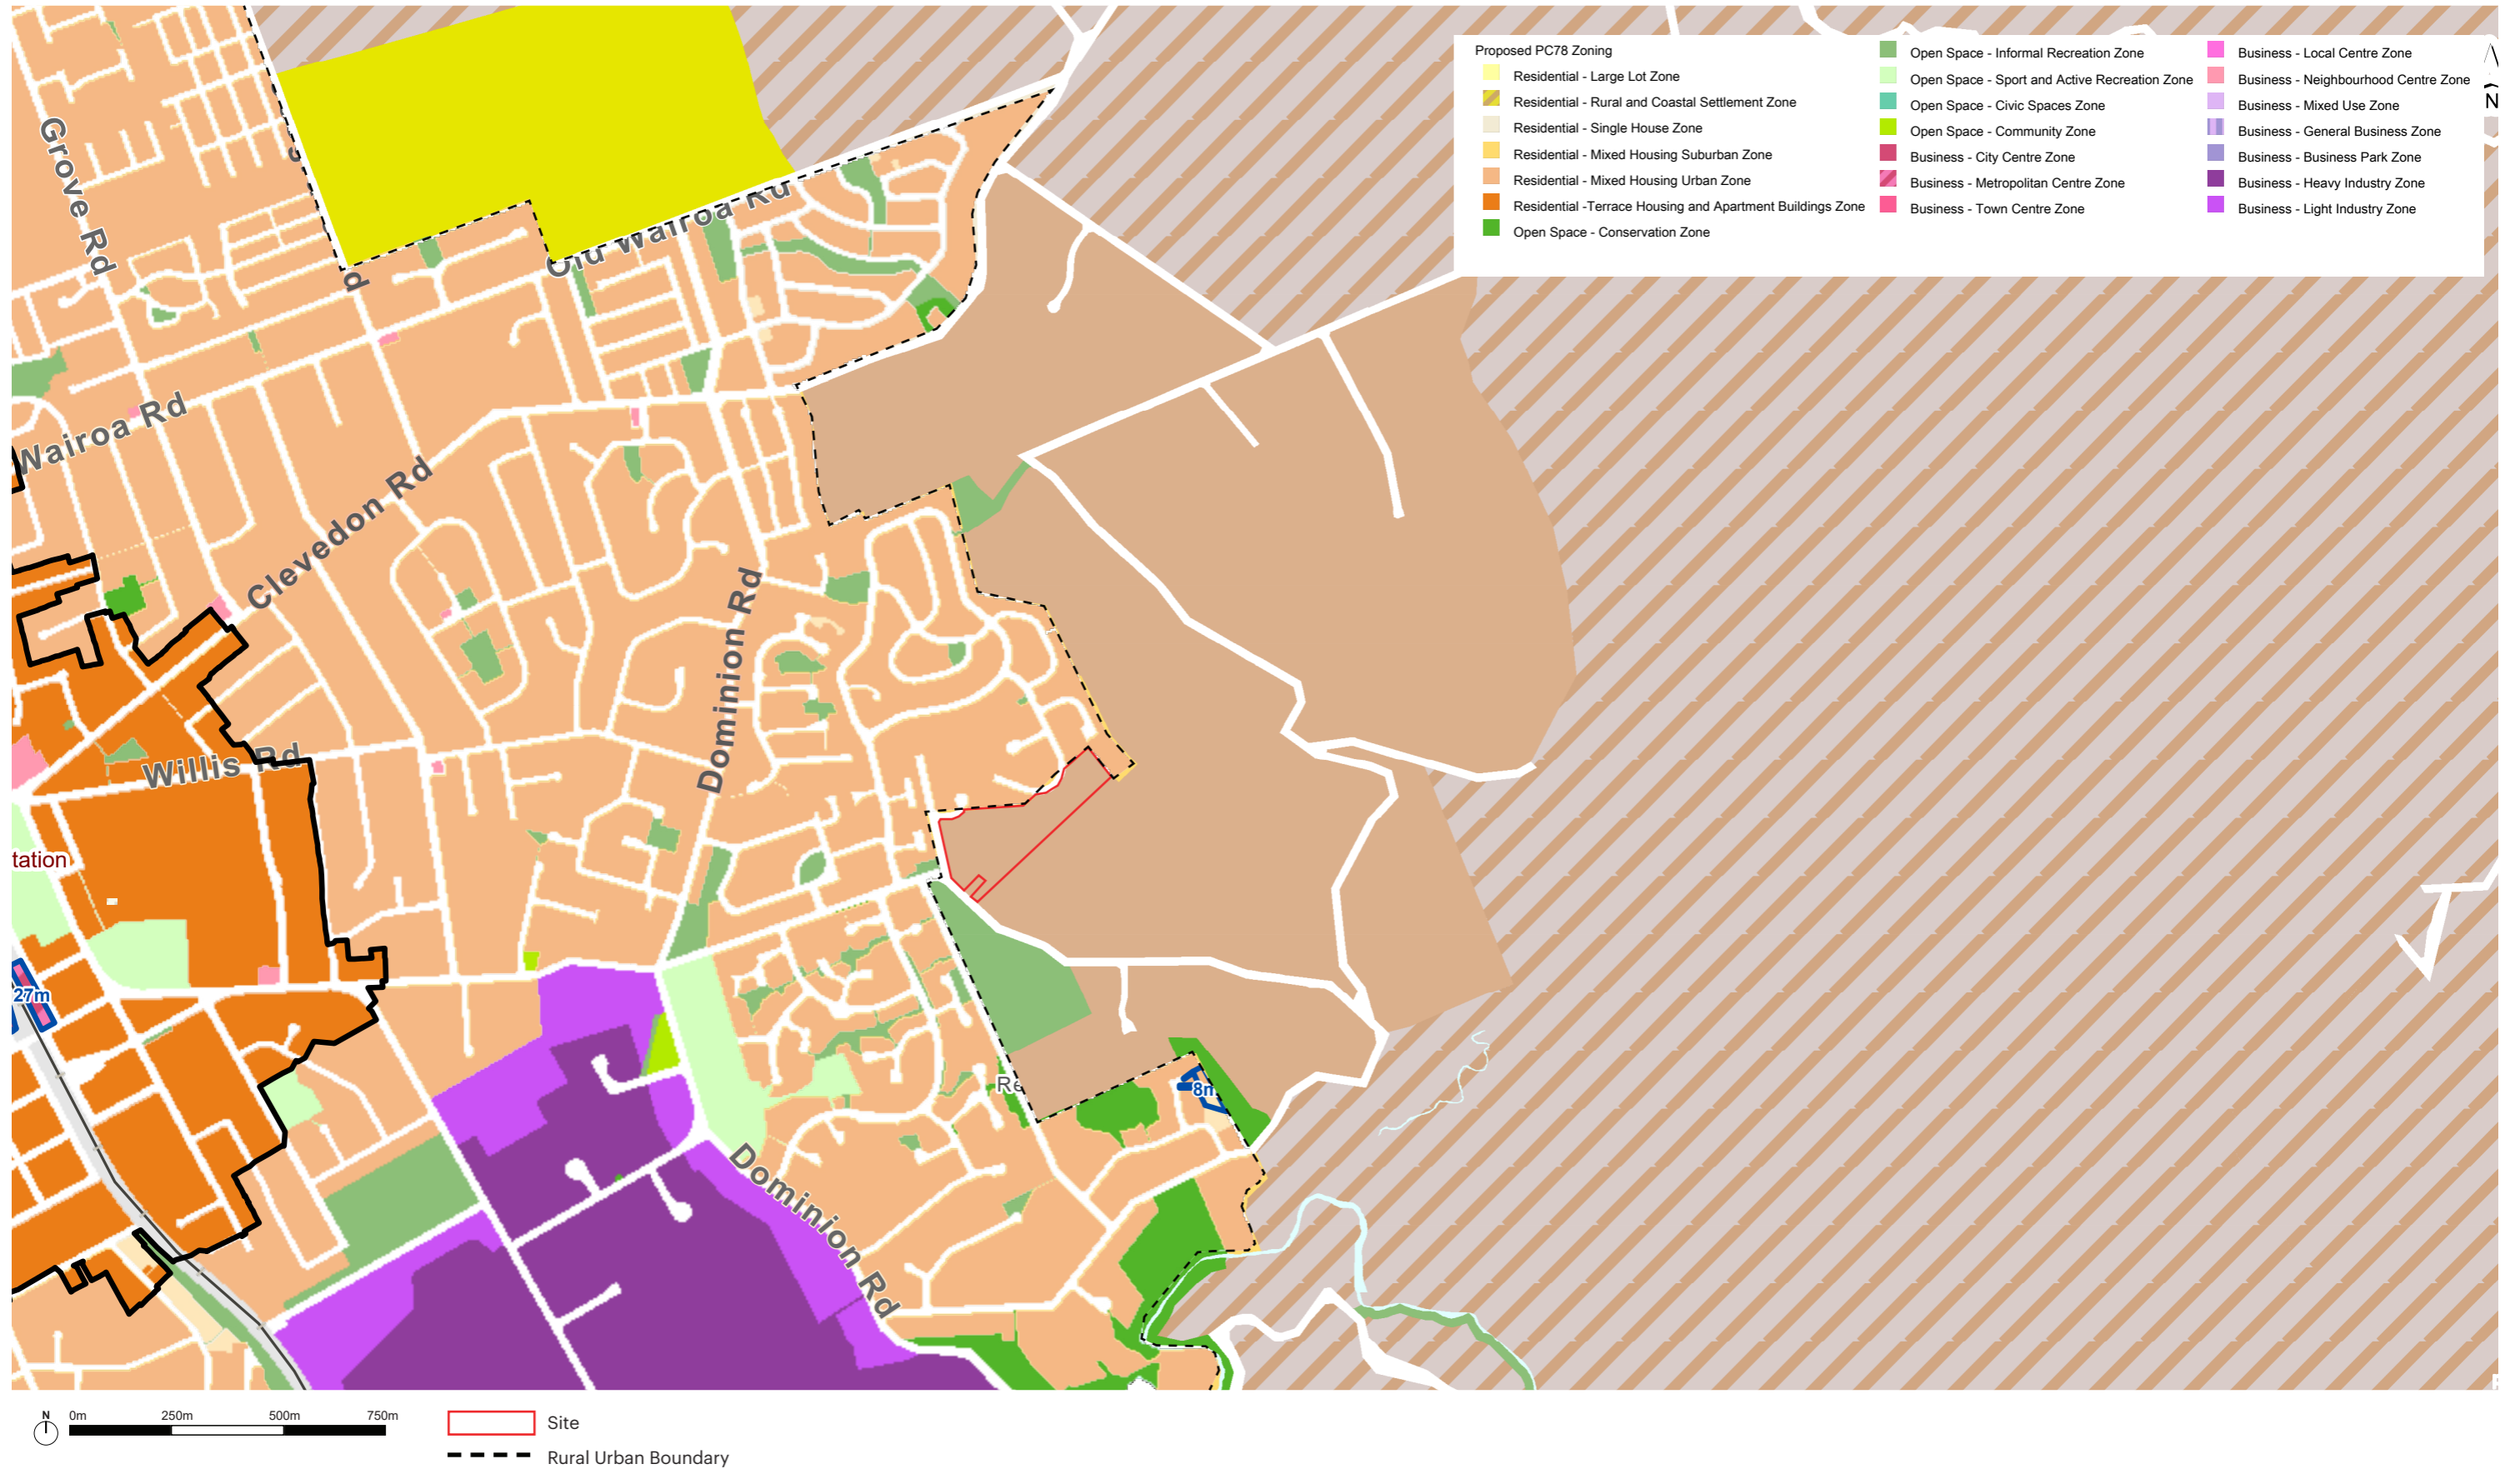 Proposed PC78 Zoning
Residential - Large Lot Zone
Residential - Rural and Coastal Settlement Zone
Residential - Single House Zone
Residential - Mixed Housing Suburban Zone
Residential - Mixed Housing Urban Zone
Residential -Terrace Housing and Apartment Buildings Zone
Open Space - Conservation Zone
Open Space - Informal Recreation Zone
Open Space - Sport and Active Recreation Zone
Open Space - Civic Spaces Zone
Open Space - Community Zone
Business - City Centre Zone
Business - Metropolitan Centre Zone
Business - Town Centre Zone
Business - Local Centre Zone
Business - Neighbourhood Centre Zone
Business - Mixed Use Zone
Business - General Business Zone
Business - Business Park Zone
Business - Heavy Industry Zone
Business - Light Industry Zone
N
Grove Rd
d
Old Wairoa Rd
Wairoa Rd
Clevedon Rd
Dominion Rd
Willis Rd
tation
27m
Re
8m
Dominion Rd
N
0m 250m 500m 750m
Site
Rural Urban Boundary